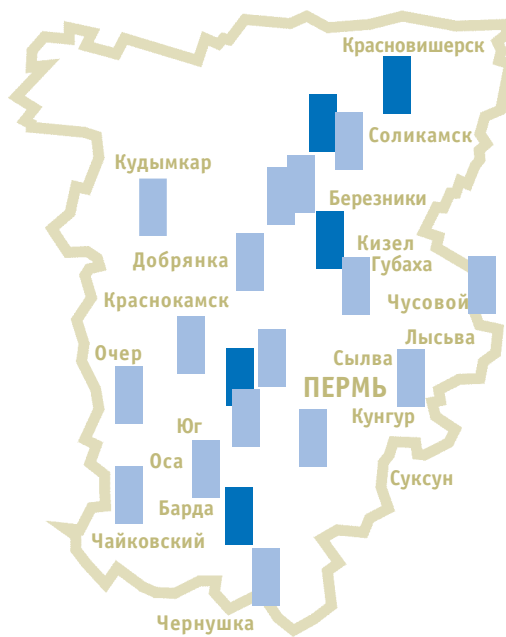 Красновишерск
Соликамск
Кудымкар
Березники
Кизел
Добрянка
Губаха
Краснокамск
Чусовой
Лысьва
Очер
Сылва
ПЕРМЬ
Кунгур
Юг
Оса
Суксун
Барда
Чайковский
Чернушка